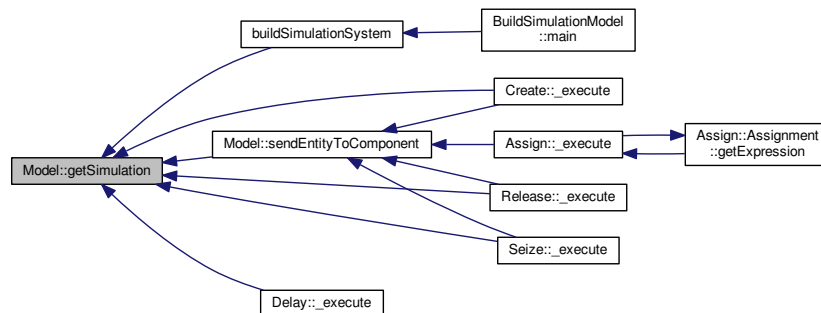 buildSimulationSystem
BuildSimulationModel
::main
Create::_execute
Model::sendEntityToComponent
Assign::_execute
Assign::Assignment
::getExpression
Model::getSimulation
Release::_execute
Seize::_execute
Delay::_execute